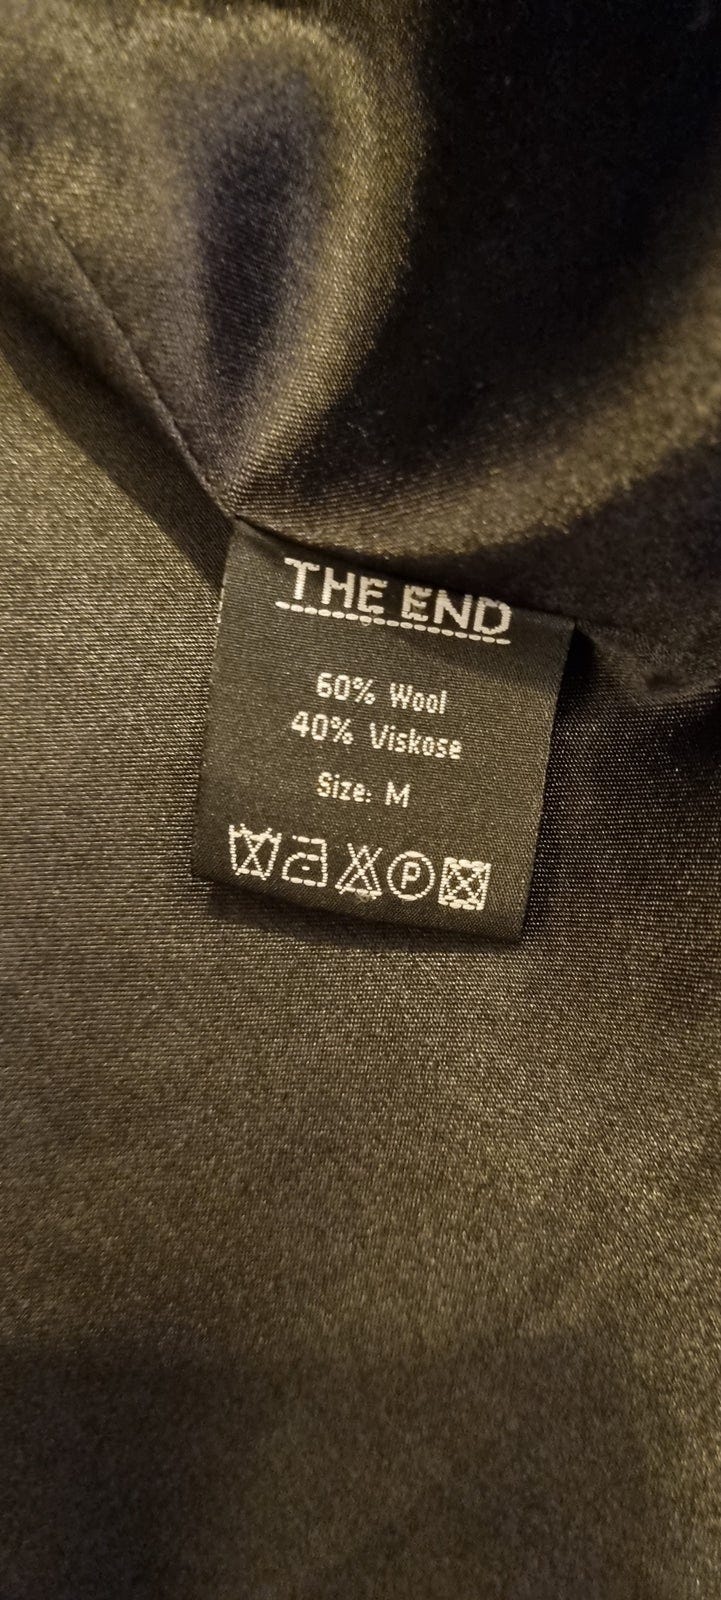 THE END
60% Wool
40% Viskose
Size: M
P